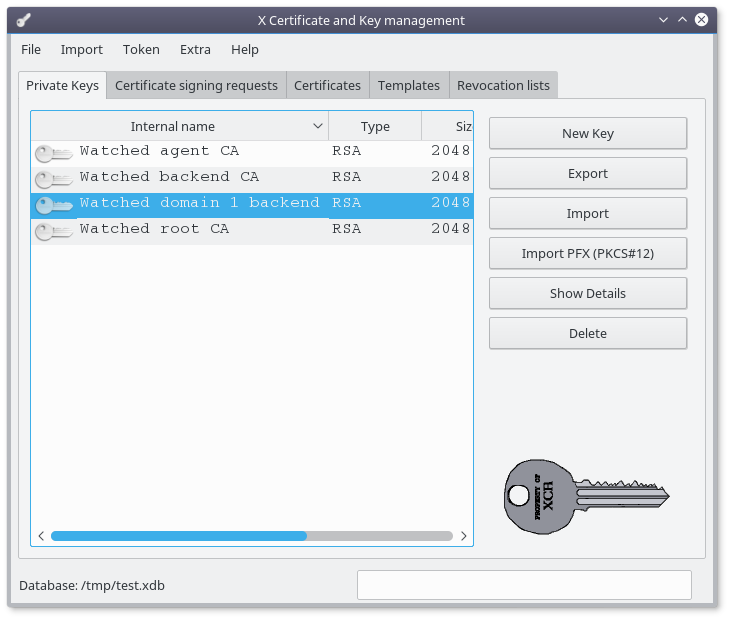 X Certificate and Key management
File Import Token Extra Help
Private Keys Certificate signing requests Certificates Templates Revocation lists
Internal name Type Siz
Watched agent CA RSA 2048
Watched backend CA RSA 2048
Watched domain 1 backend RSA 2048
Watched root CA RSA 2048
New Key
Export
Import
Import PFX (PKCS#12)
Show Details
Delete
PROPERTY OF
XCA
Database: /tmp/test.xdb